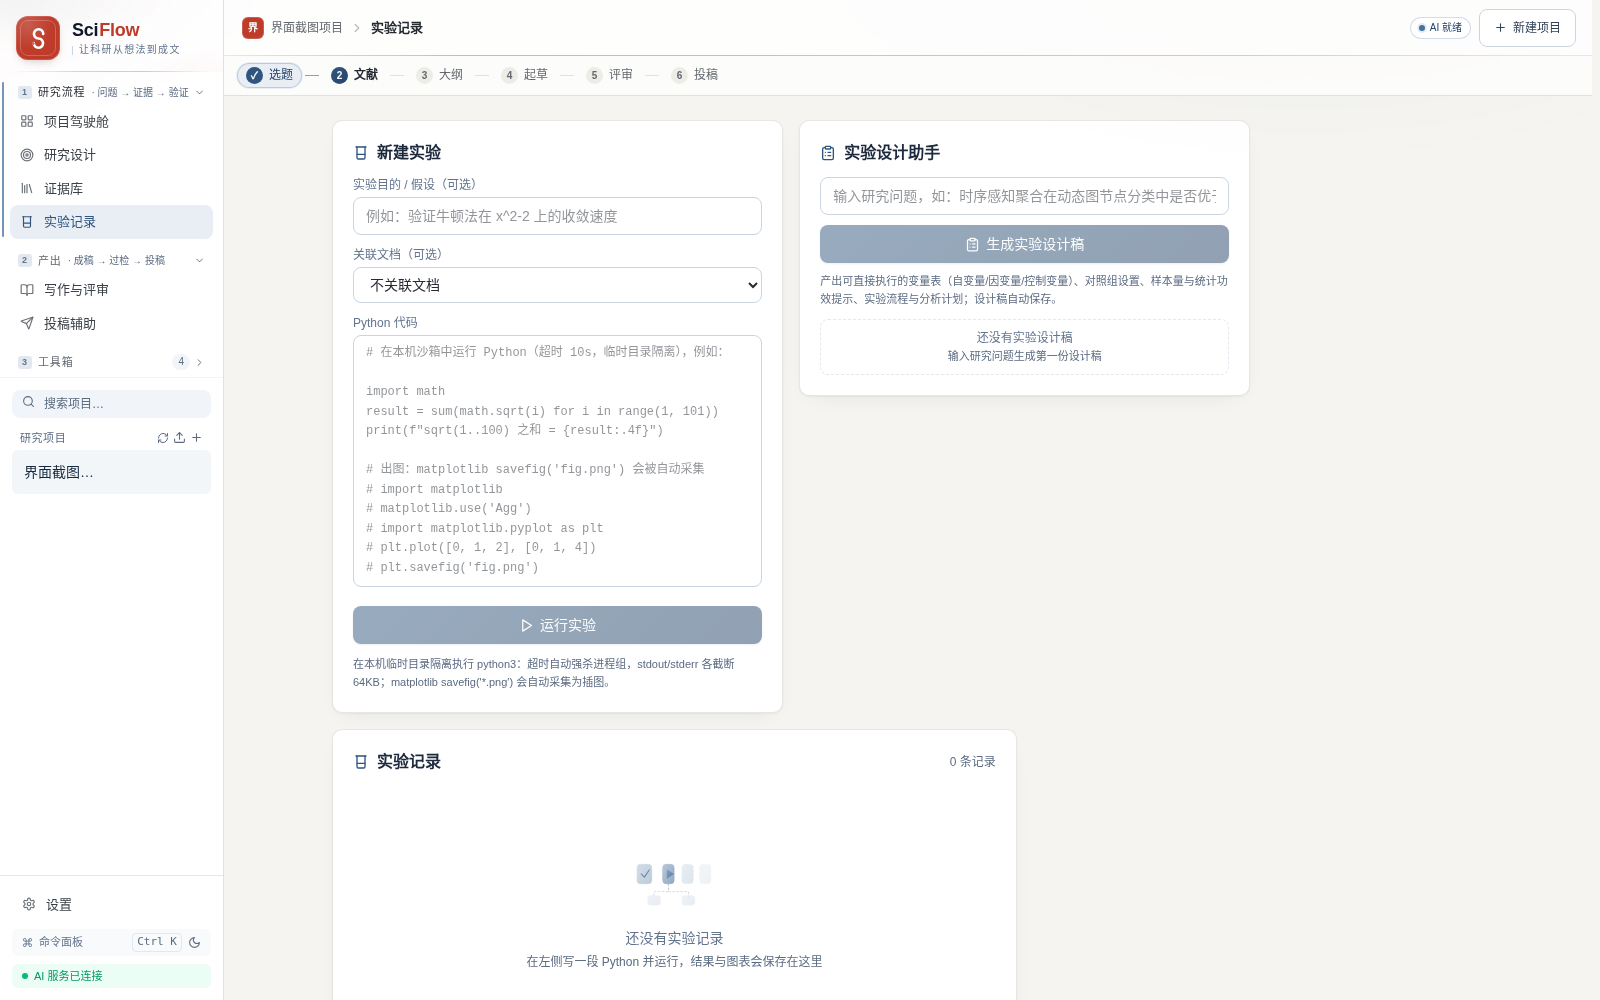 SciFlow
让科研从想法到成文
1 研究流程 · 问题 → 证据 → 验证
项目驾驶舱
研究设计
证据库
实验记录
2 产出 · 成稿 → 过检 → 投稿
写作与评审
投稿辅助
3 工具箱 4
搜索项目…
研究项目
界面截图…
设置
⌘ 命令面板 Ctrl K
AI 服务已连接
界 界面截图项目 > 实验记录
AI 就绪
+ 新建项目
✓ 选题 — 2 文献 — 3 大纲 — 4 起草 — 5 评审 — 6 投稿
新建实验
实验目的 / 假设（可选）
例如：验证牛顿法在 x^2-2 上的收敛速度
关联文档（可选）
不关联文档
Python 代码
# 在本机沙箱中运行 Python（超时 10s，临时目录隔离），例如：
import math
result = sum(math.sqrt(i) for i in range(1, 101))
print(f"sqrt(1..100) 之和 = {result:.4f}")
# 出图：matplotlib savefig('fig.png') 会被自动采集
# import matplotlib
# matplotlib.use('Agg')
# import matplotlib.pyplot as plt
# plt.plot([0, 1, 2], [0, 1, 4])
# plt.savefig('fig.png')
运行实验
在本机临时目录隔离执行 python3：超时自动强杀进程组，stdout/stderr 各截断
64KB；matplotlib savefig('*.png') 会自动采集为插图。
实验设计助手
输入研究问题，如：时序感知聚合在动态图节点分类中是否优
生成实验设计稿
产出可直接执行的变量表（自变量/因变量/控制变量）、对照组设置、样本量与统计功
效提示、实验流程与分析计划；设计稿自动保存。
还没有实验设计稿
输入研究问题生成第一份设计稿
实验记录
0 条记录
还没有实验记录
在左侧写一段 Python 并运行，结果与图表会保存在这里